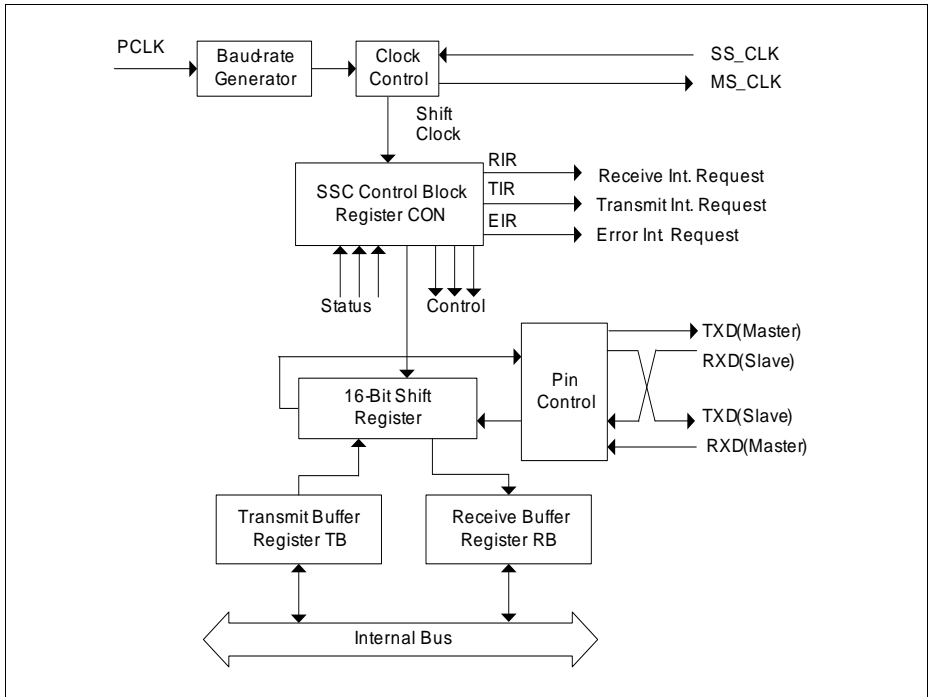 PCLK
Baud-rate
Generator
Clock
Control
SS_CLK
MS_CLK
Shift
Clock
SSC Control Block
Register CON
RIR
TIR
EIR
Receive Int. Request
Transmit Int. Request
Error Int. Request
Status
Control
16-Bit Shift
Register
Pin
Control
TXD(Master)
RXD(Slave)
TXD(Slave)
RXD(Master)
Transmit Buffer
Register TB
Receive Buffer
Register RB
Internal Bus